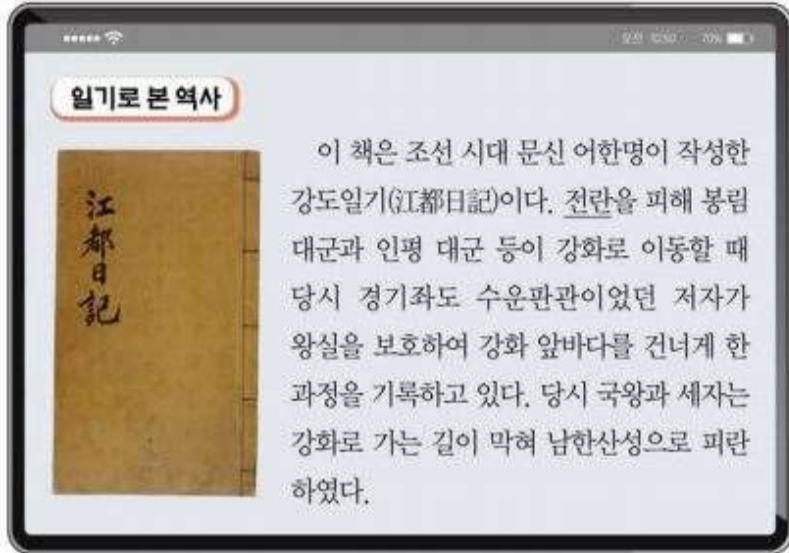 오전 10:50 70%
일기로 본 역사
江都日記
이 책은 조선 시대 문신 어한명이 작성한
강도일기(江都日記)이다. 전란을 피해 봉림
대군과 인평 대군 등이 강화로 이동할 때
당시 경기좌도 수운판관이었던 저자가
왕실을 보호하여 강화 앞바다를 건너게 한
과정을 기록하고 있다. 당시 국왕과 세자는
강화로 가는 길이 막혀 남한산성으로 피란
하였다.